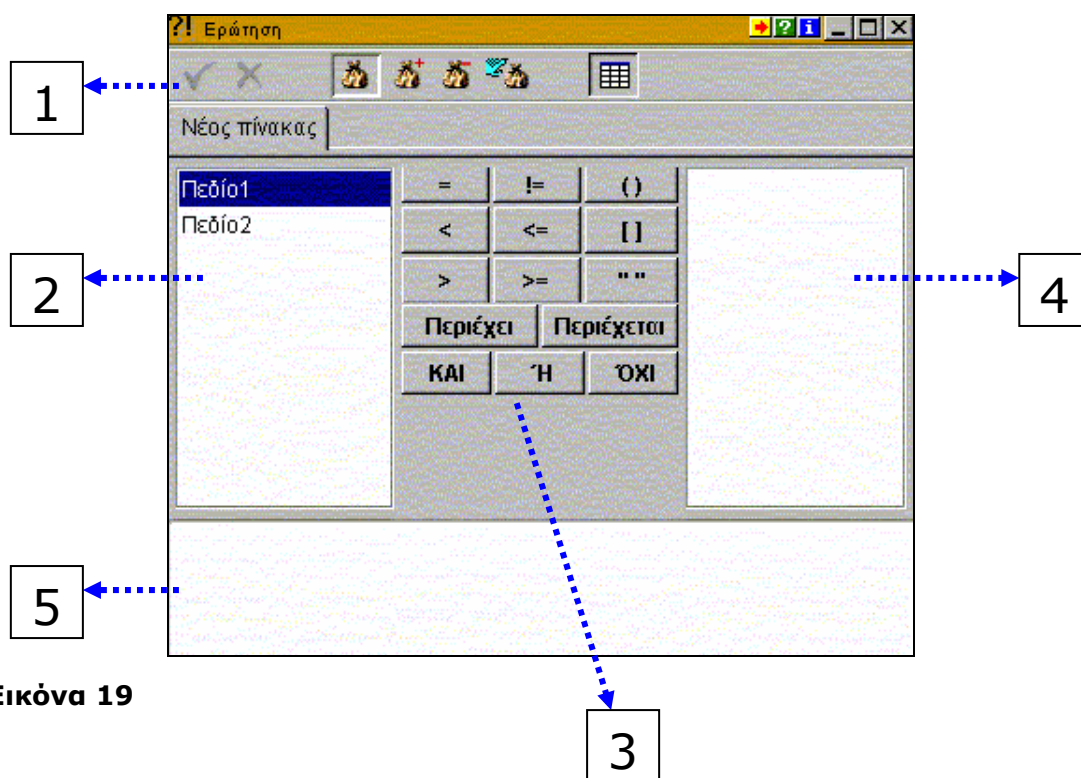 ?! Ερώτηση
1
Νέος πίνακας
Πεδίο1
Πεδίο2
= != ()
< <= []
> >= " "
Περιέχει Περιέχεται
ΚΑΙ Ή ΌΧΙ
2
4
5
Εικόνα 19
3